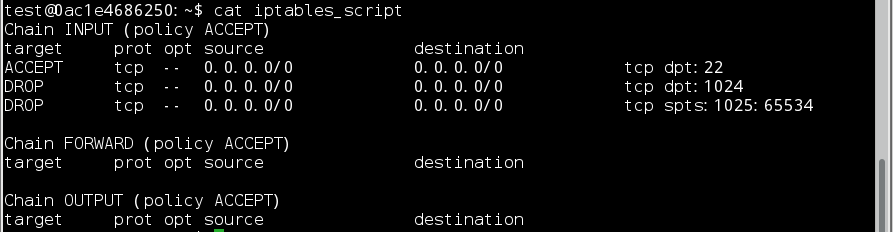 test@0ac1e4686250:~$ cat iptables_script
Chain INPUT (policy ACCEPT)
target prot opt source destination
ACCEPT tcp -- 0.0.0.0/0 0.0.0.0/0 tcp dpt:22
DROP tcp -- 0.0.0.0/0 0.0.0.0/0 tcp dpt:1024
DROP tcp -- 0.0.0.0/0 0.0.0.0/0 tcp spts:1025:65534
Chain FORWARD (policy ACCEPT)
target prot opt source destination
Chain OUTPUT (policy ACCEPT)
target prot opt source destination